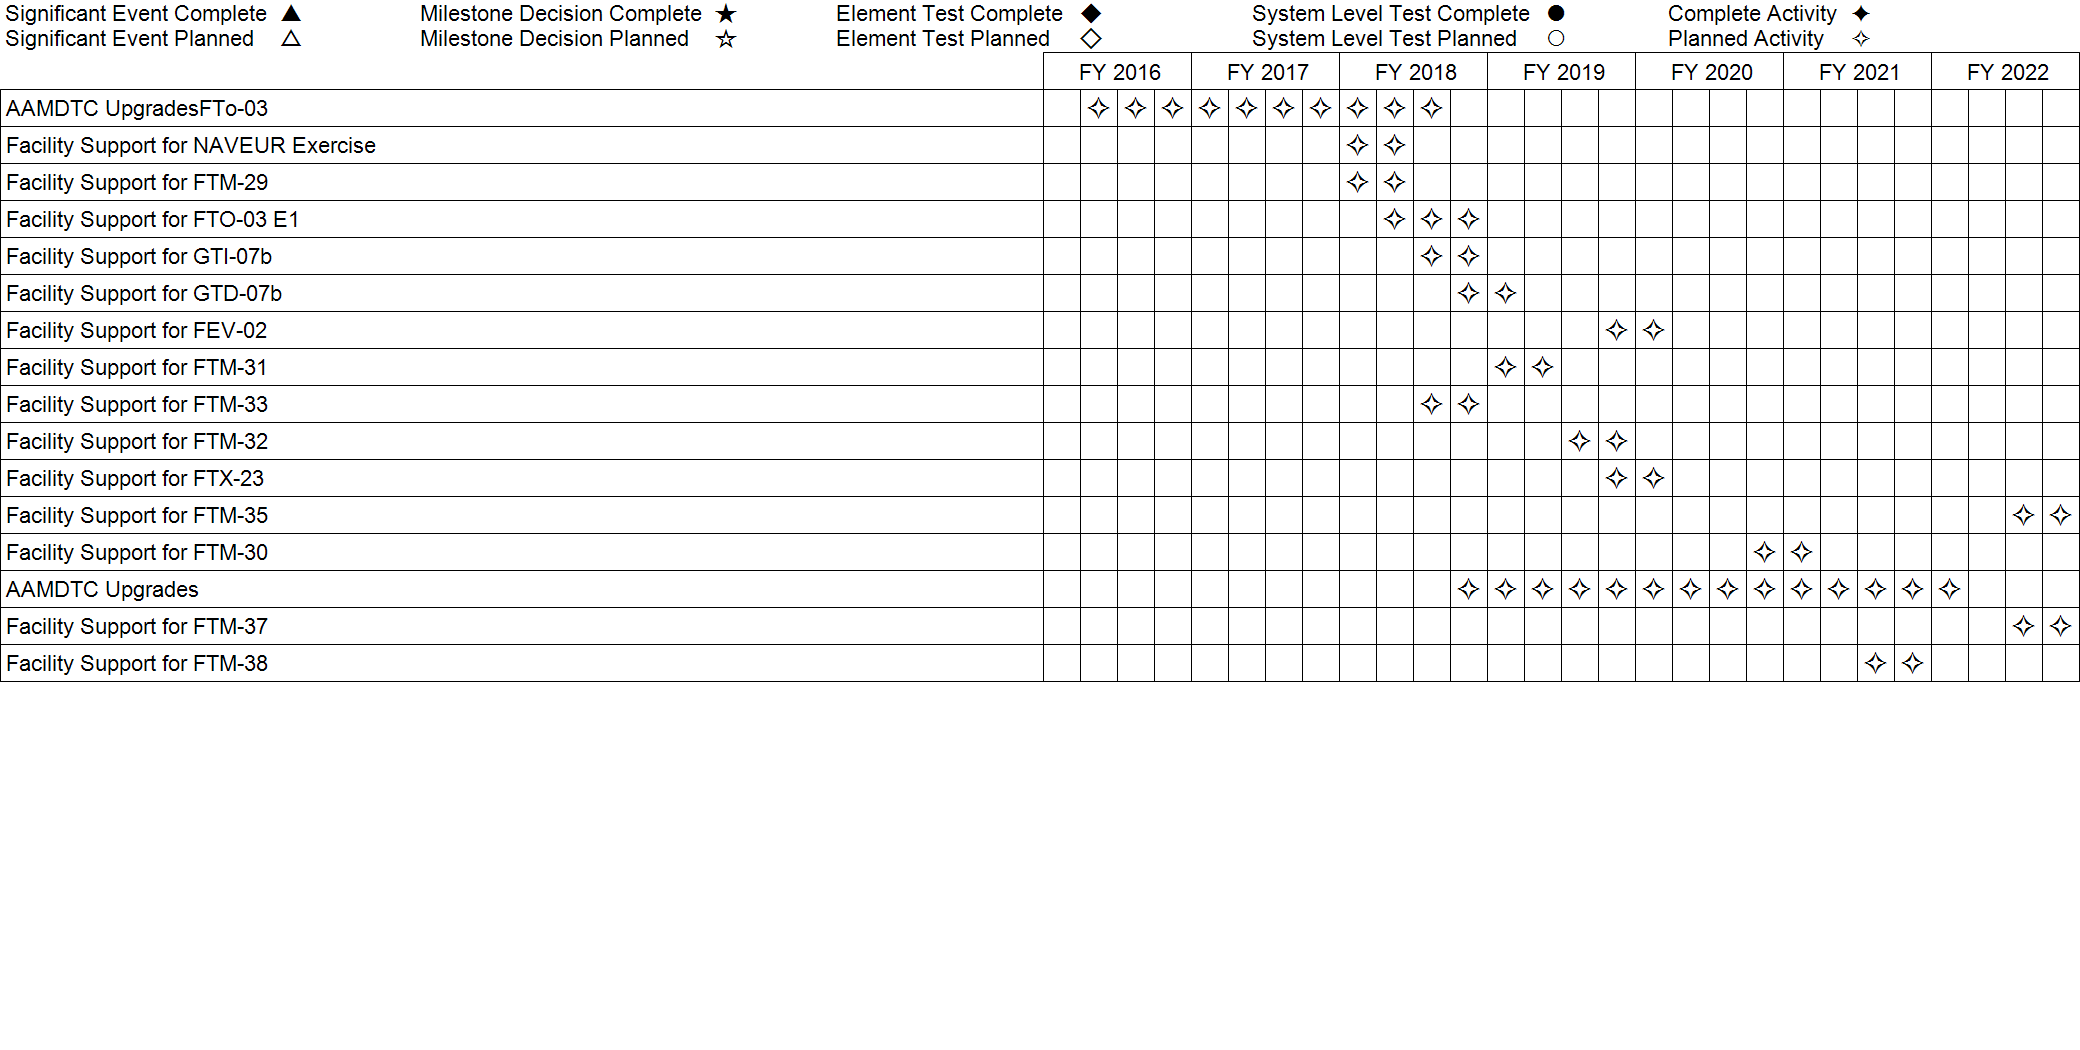 Significant Event Complete ▲ Milestone Decision Complete ★ Element Test Complete ◆ System Level Test Complete ● Complete Activity ✦
Significant Event Planned △ Milestone Decision Planned ☆ Element Test Planned ◇ System Level Test Planned ○ Planned Activity ✧
FY 2016 FY 2017 FY 2018 FY 2019 FY 2020 FY 2021 FY 2022
AAMDTC UpgradesFTo-03 ✧ ✧ ✧ ✧ ✧ ✧ ✧ ✧ ✧ ✧
Facility Support for NAVEUR Exercise ✧ ✧
Facility Support for FTM-29 ✧ ✧
Facility Support for FTO-03 E1 ✧ ✧ ✧
Facility Support for GTI-07b ✧ ✧
Facility Support for GTD-07b ✧ ✧
Facility Support for FEV-02 ✧ ✧
Facility Support for FTM-31 ✧ ✧
Facility Support for FTM-33 ✧ ✧
Facility Support for FTM-32 ✧ ✧
Facility Support for FTX-23 ✧ ✧
Facility Support for FTM-35 ✧ ✧
Facility Support for FTM-30 ✧ ✧
AAMDTC Upgrades ✧ ✧ ✧ ✧ ✧ ✧ ✧ ✧ ✧ ✧ ✧ ✧ ✧ ✧
Facility Support for FTM-37 ✧ ✧
Facility Support for FTM-38 ✧ ✧